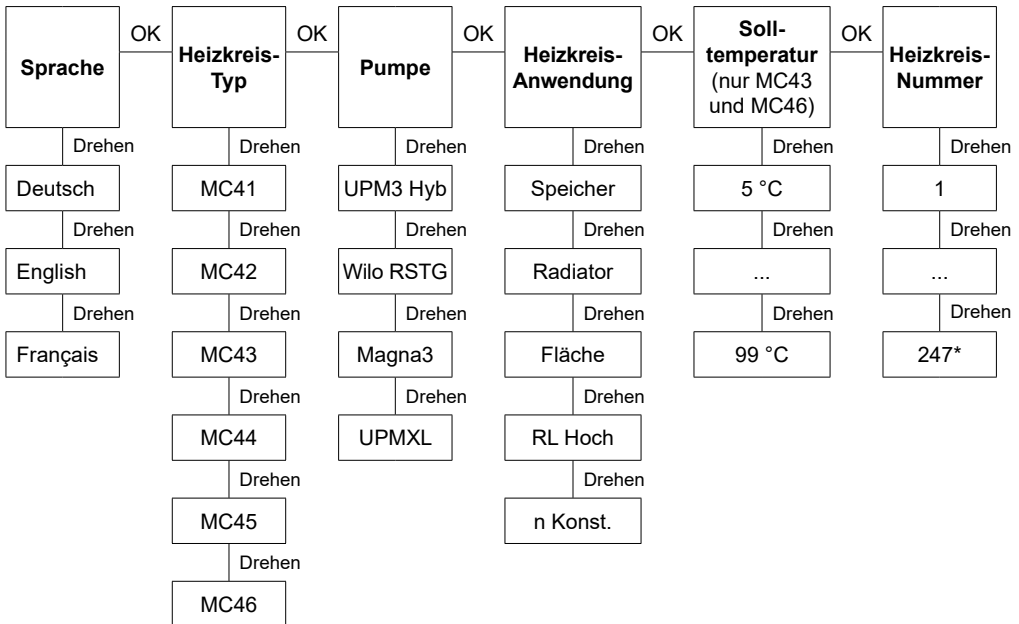 Sprache
OK
Heizkreis-
Typ
OK
Pumpe
OK
Heizkreis-
Anwendung
OK
Soll-
temperatur
(nur MC43
und MC46)
OK
Heizkreis-
Nummer
Drehen
Drehen
Drehen
Drehen
Drehen
Drehen
Deutsch
MC41
UPM3 Hyb
Speicher
5 °C
1
Drehen
Drehen
Drehen
Drehen
Drehen
Drehen
English
MC42
Wilo RSTG
Radiator
...
...
Drehen
Drehen
Drehen
Drehen
Drehen
Drehen
Français
MC43
Magna3
Fläche
99 °C
247*
Drehen
Drehen
Drehen
MC44
UPMXL
RL Hoch
Drehen
Drehen
MC45
n Konst.
Drehen
MC46